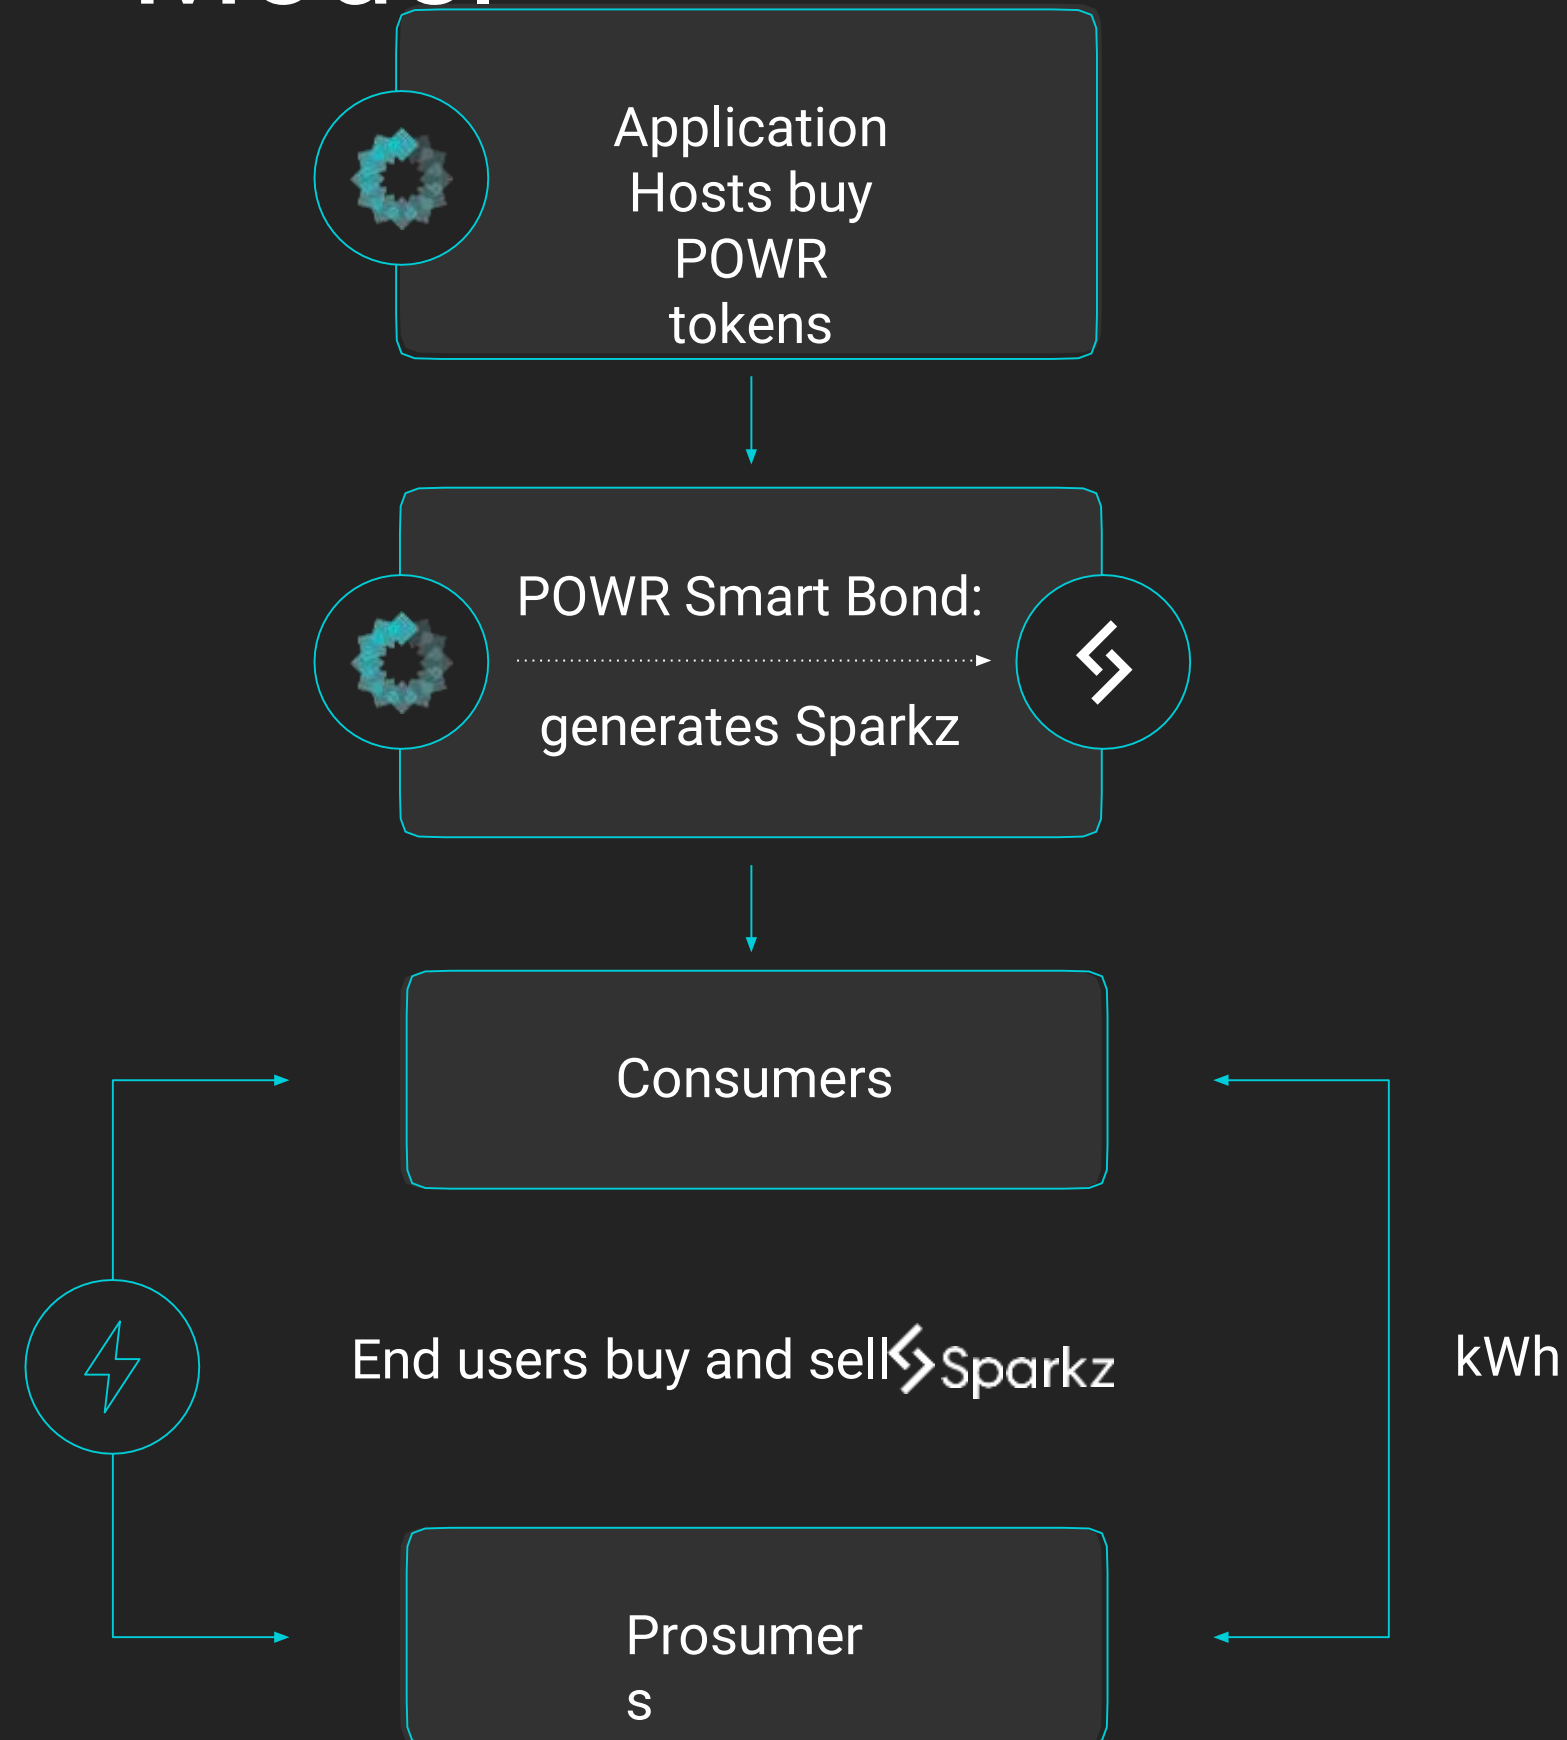 Application
Hosts buy
POWR
tokens
POWR Smart Bond:
generates Sparkz
Consumers
End users buy and sell Sparkz
kWh
Prosumer
s